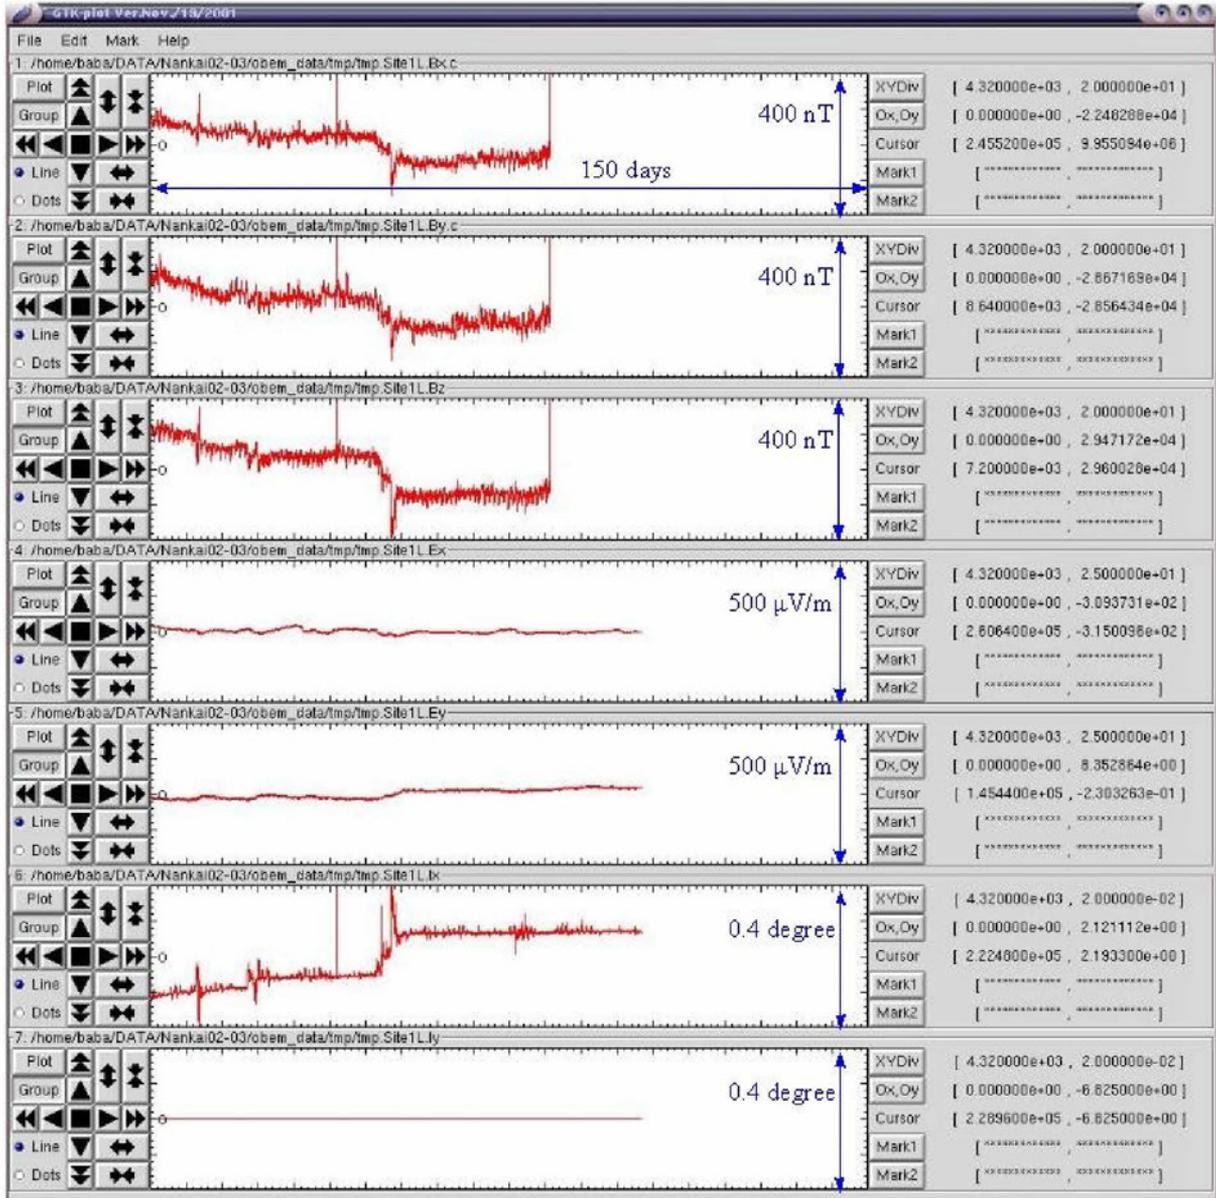 GTK-plot Ver.Nov./19/2001
File Edit Mark Help
1: /home/baba/DATA/Nankai02-03/obem_data/tmp/tmp.Site1L.Bx.c
Plot
Group
Line
Dots
400 nT
150 days
XYDiv [ 4.320000e+03 , 2.000000e+01 ]
Ox,Oy [ 0.000000e+00 , -2.248288e+04 ]
Cursor [ 2.455200e+05 , 9.955094e+06 ]
Mark1 [ ************* , ************* ]
Mark2 [ ************* , ************* ]
2: /home/baba/DATA/Nankai02-03/obem_data/tmp/tmp.Site1L.By.c
Plot
Group
Line
Dots
400 nT
XYDiv [ 4.320000e+03 , 2.000000e+01 ]
Ox,Oy [ 0.000000e+00 , -2.867169e+04 ]
Cursor [ 8.640000e+03 , -2.856434e+04 ]
Mark1 [ ************* , ************* ]
Mark2 [ ************* , ************* ]
3: /home/baba/DATA/Nankai02-03/obem_data/tmp/tmp.Site1L.Bz
Plot
Group
Line
Dots
400 nT
XYDiv [ 4.320000e+03 , 2.000000e+01 ]
Ox,Oy [ 0.000000e+00 , 2.947172e+04 ]
Cursor [ 7.200000e+03 , 2.960028e+04 ]
Mark1 [ ************* , ************* ]
Mark2 [ ************* , ************* ]
4: /home/baba/DATA/Nankai02-03/obem_data/tmp/tmp.Site1L.Ex
Plot
Group
Line
Dots
500 µV/m
XYDiv [ 4.320000e+03 , 2.500000e+01 ]
Ox,Oy [ 0.000000e+00 , -3.093731e+02 ]
Cursor [ 2.606400e+05 , -3.150096e+02 ]
Mark1 [ ************* , ************* ]
Mark2 [ ************* , ************* ]
5: /home/baba/DATA/Nankai02-03/obem_data/tmp/tmp.Site1L.Ey
Plot
Group
Line
Dots
500 µV/m
XYDiv [ 4.320000e+03 , 2.500000e+01 ]
Ox,Oy [ 0.000000e+00 , 8.352864e+00 ]
Cursor [ 1.454400e+05 , -2.303263e-01 ]
Mark1 [ ************* , ************* ]
Mark2 [ ************* , ************* ]
6: /home/baba/DATA/Nankai02-03/obem_data/tmp/tmp.Site1L.Ix
Plot
Group
Line
Dots
0.4 degree
XYDiv [ 4.320000e+03 , 2.000000e-02 ]
Ox,Oy [ 0.000000e+00 , 2.121112e+00 ]
Cursor [ 2.224800e+05 , 2.193300e+00 ]
Mark1 [ ************* , ************* ]
Mark2 [ ************* , ************* ]
7: /home/baba/DATA/Nankai02-03/obem_data/tmp/tmp.Site1L.Iy
Plot
Group
Line
Dots
0.4 degree
XYDiv [ 4.320000e+03 , 2.000000e-02 ]
Ox,Oy [ 0.000000e+00 , -6.825000e+00 ]
Cursor [ 2.289600e+05 , -6.825000e+00 ]
Mark1 [ ************* , ************* ]
Mark2 [ ************* , ************* ]